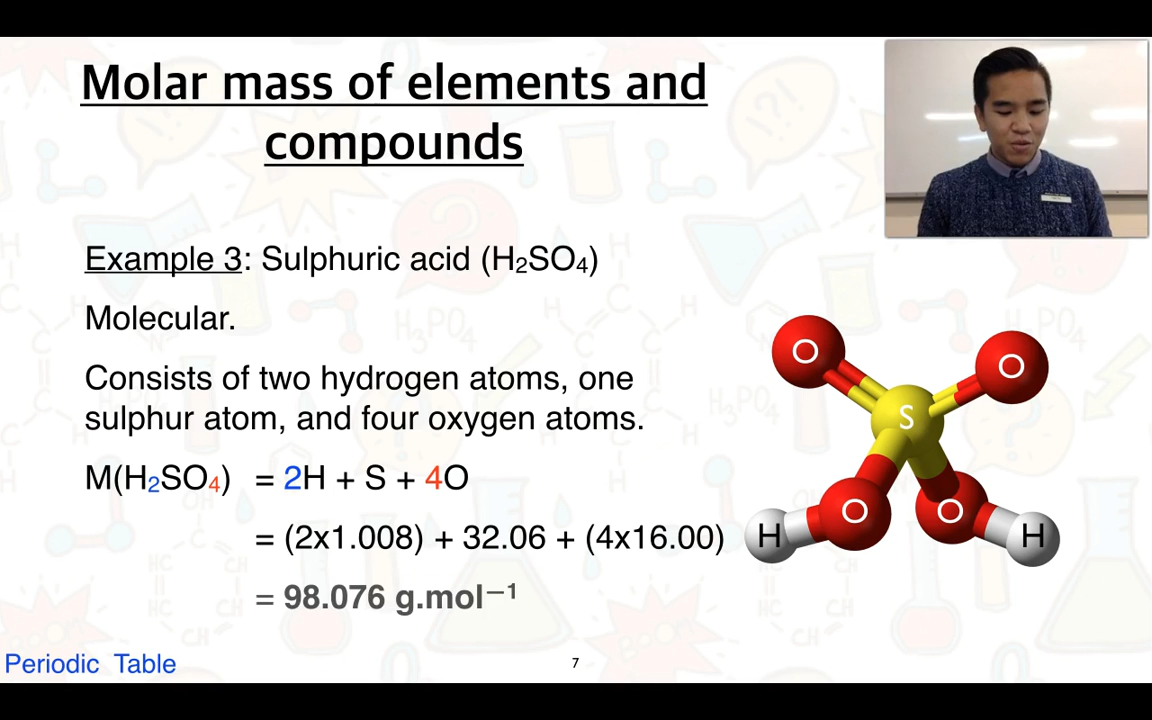 Molar mass of elements and
compounds
Example 3: Sulphuric acid (H₂SO₄)
Molecular.
Consists of two hydrogen atoms, one
sulphur atom, and four oxygen atoms.
M(H₂SO₄) = 2H + S + 4O
= (2x1.008) + 32.06 + (4x16.00)
= 98.076 g.mol⁻¹
O
O
S
O
O
H
H
H₃PO₄
H₃PO₄
Periodic Table
7